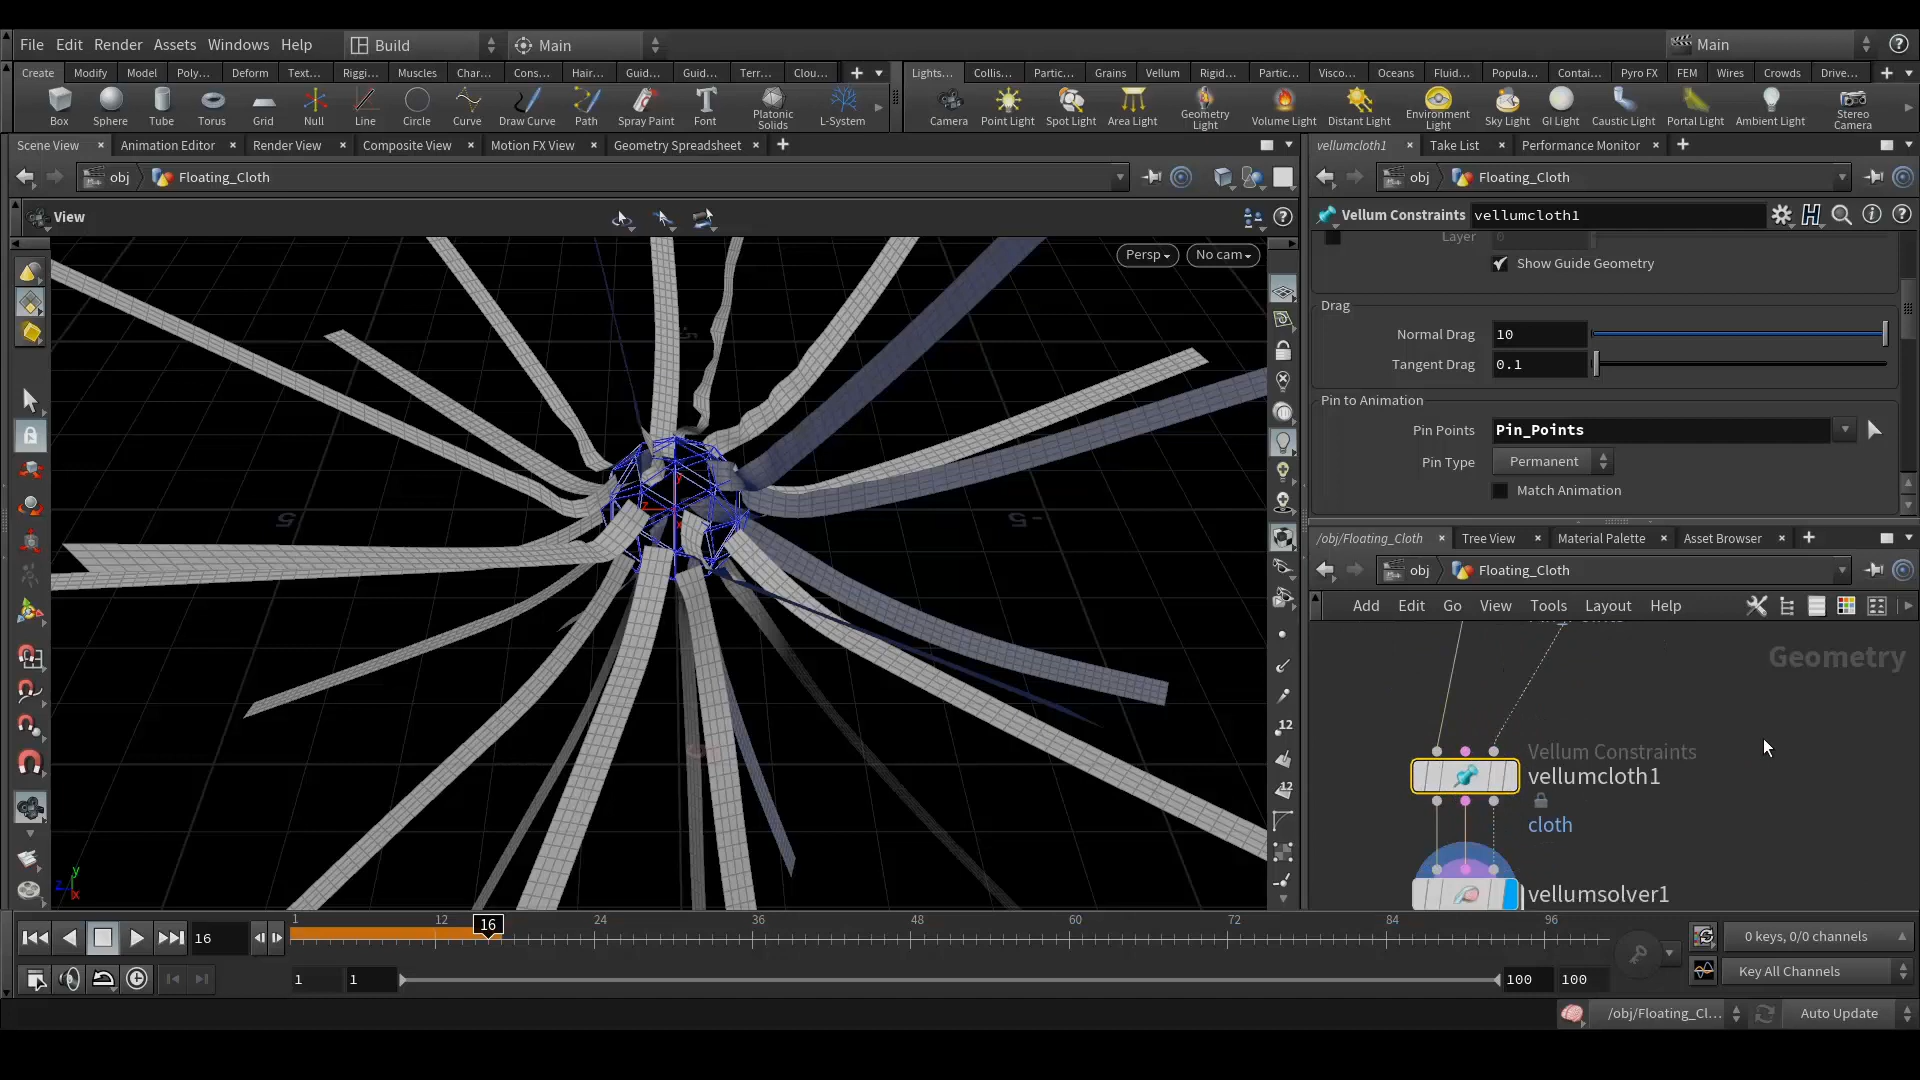 File Edit Render Assets Windows Help Build Main Main
Create Modify Model Poly... Deform Text... Riggi... Muscles Char... Cons... Hair... Guid... Guid... Terr... Clou... Lights... Collis... Partic... Grains Vellum Rigid... Partic... Visco... Oceans Fluid... Popula... Contai... Pyro FX FEM Wires Crowds Drive...
Box Sphere Tube Torus Grid Null Line Circle Curve Draw Curve Path Spray Paint Font Platonic Solids L-System Camera Point Light Spot Light Area Light Geometry Light Volume Light Distant Light Environment Light Sky Light GI Light Caustic Light Portal Light Ambient Light Stereo Camera
Scene View Animation Editor Render View Composite View Motion FX View Geometry Spreadsheet vellumcloth1 Take List Performance Monitor
obj Floating_Cloth obj Floating_Cloth
View
Vellum Constraints vellumcloth1
Layer 0
Show Guide Geometry
Persp No cam
Drag
Normal Drag 10
Tangent Drag 0.1
Pin to Animation
Pin Points Pin_Points
Pin Type Permanent
Match Animation
5 -5
/obj/Floating_Cloth Tree View Material Palette Asset Browser
obj Floating_Cloth
Add Edit Go View Tools Layout Help
Geometry
Vellum Constraints
vellumcloth1
cloth
vellumsolver1
12
12
z y x
1 12 16 24 36 48 60 72 84 96
16
0 keys, 0/0 channels
1 1 100 100
Key All Channels
/obj/Floating_Cl... Auto Update